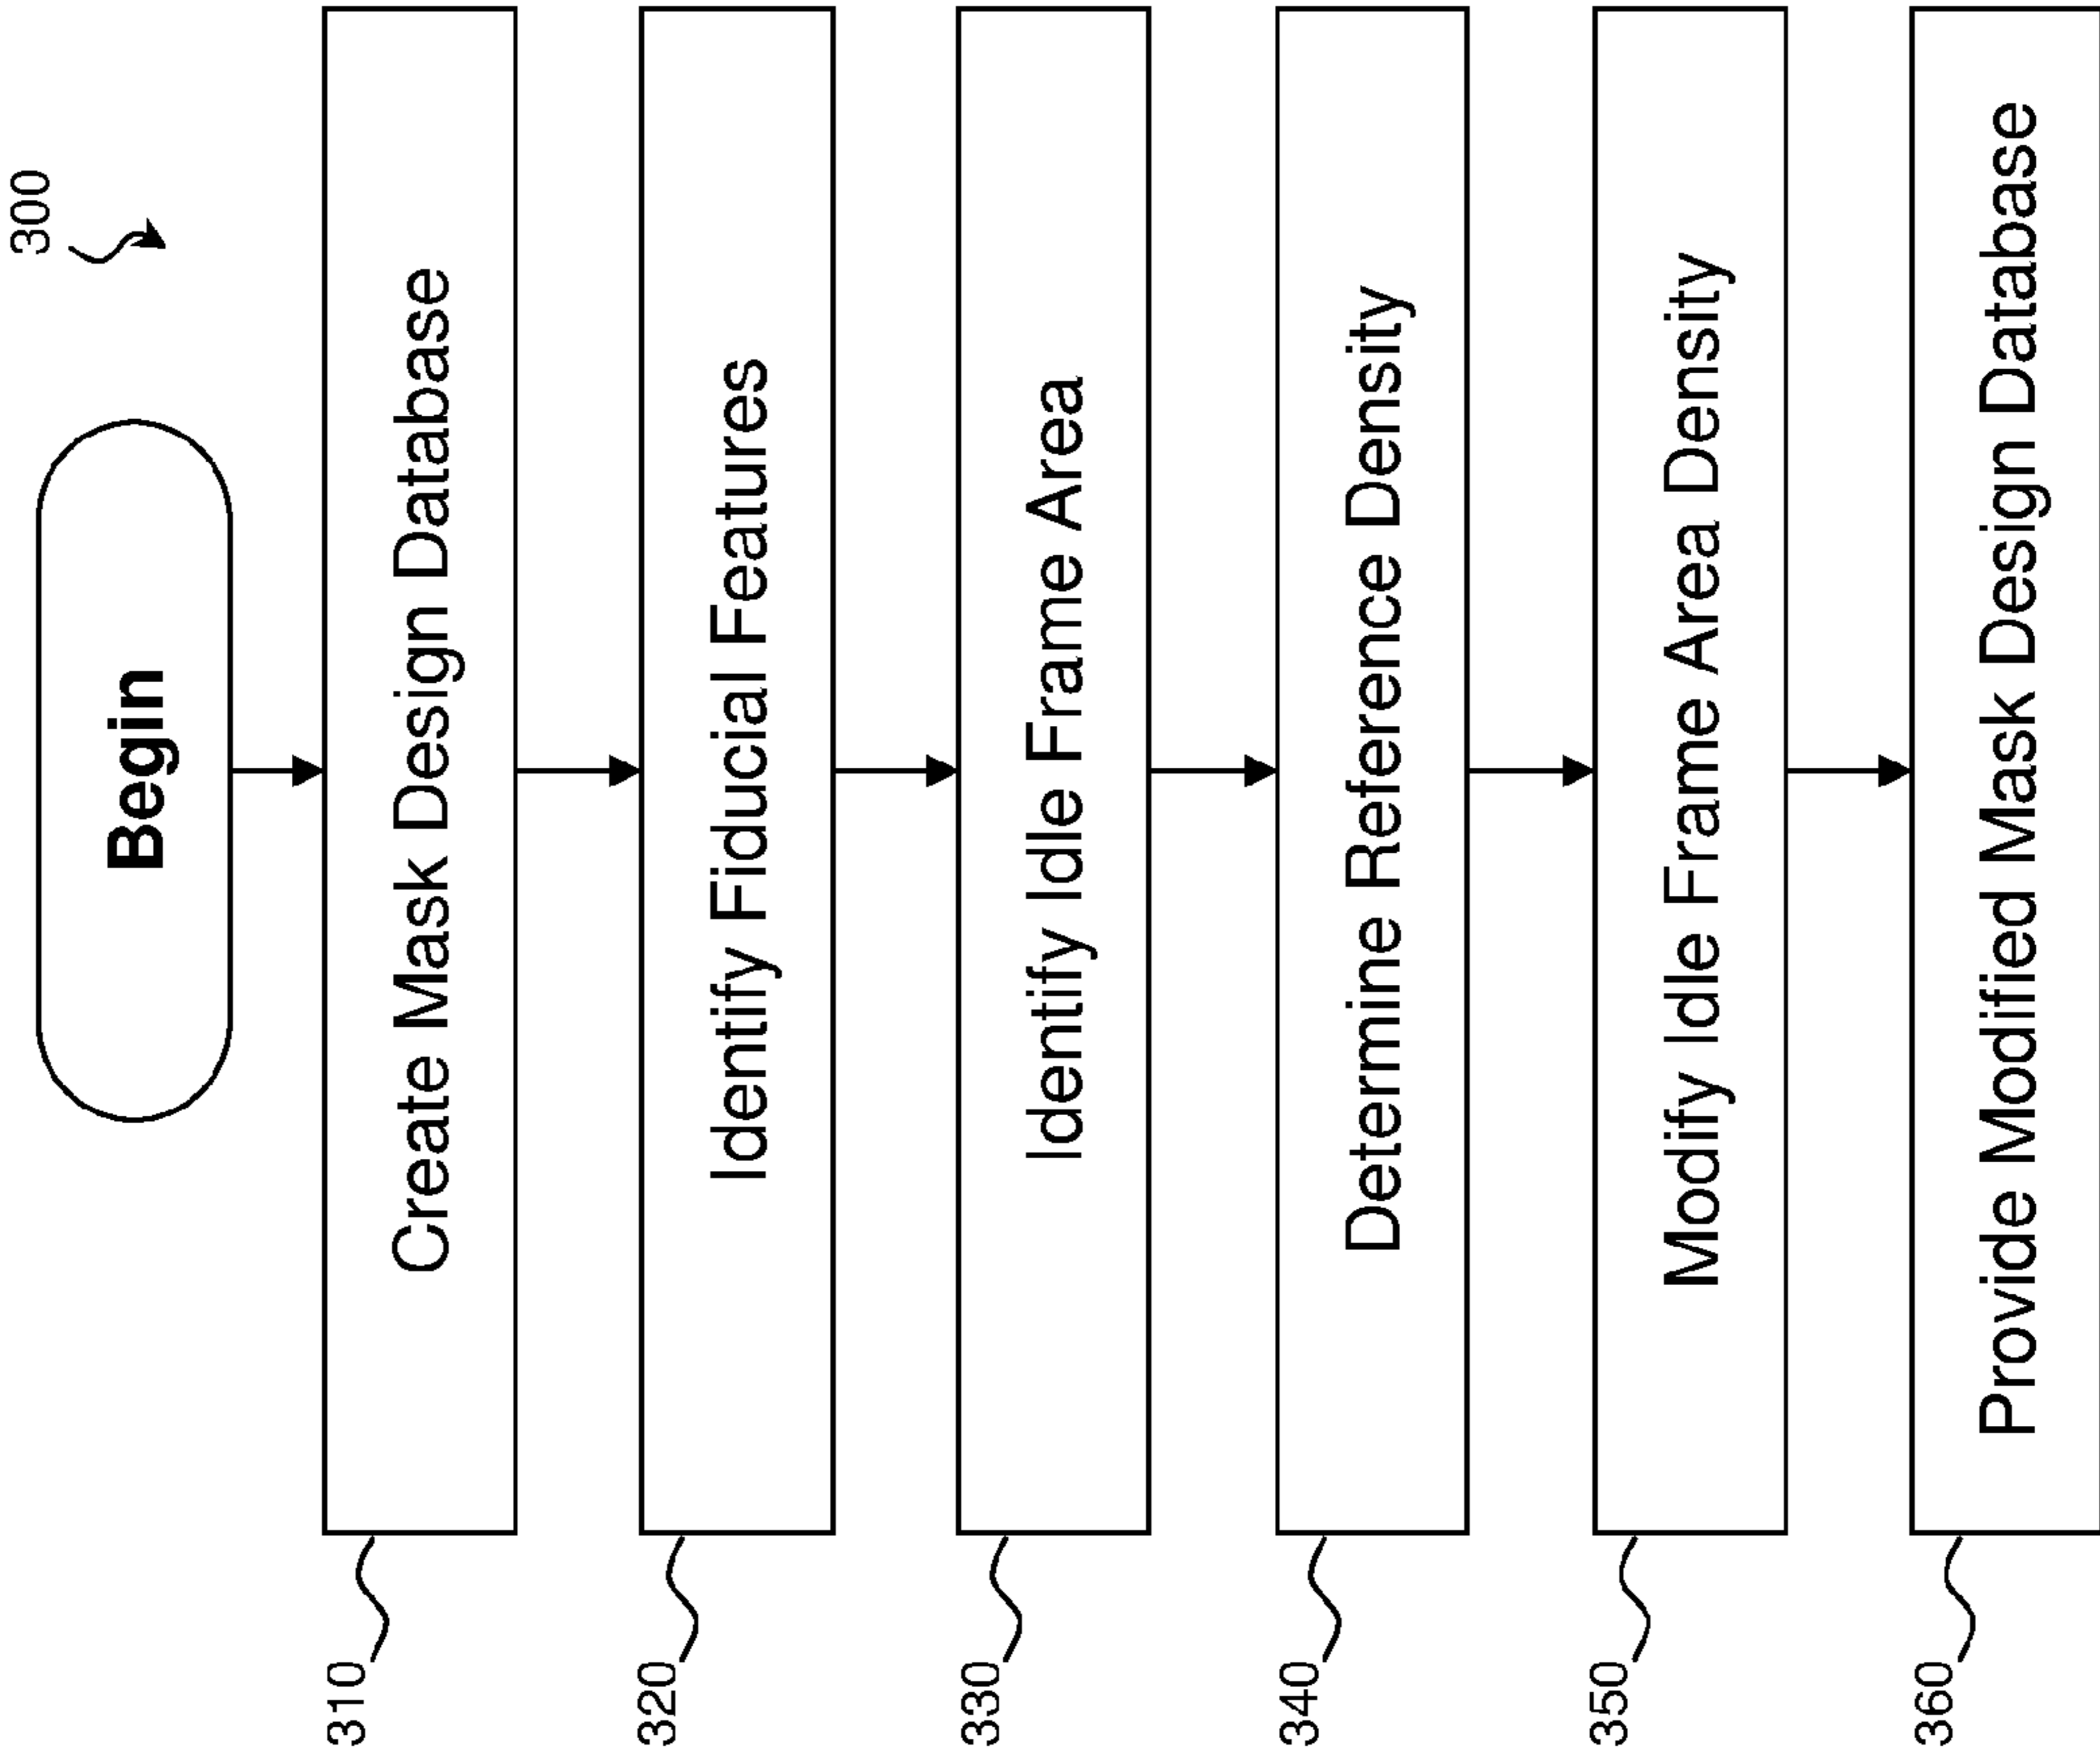 300
Begin
310
Create Mask Design Database
320
Identify Fiducial Features
330
Identify Idle Frame Area
340
Determine Reference Density
350
Modify Idle Frame Area Density
360
Provide Modified Mask Design Database